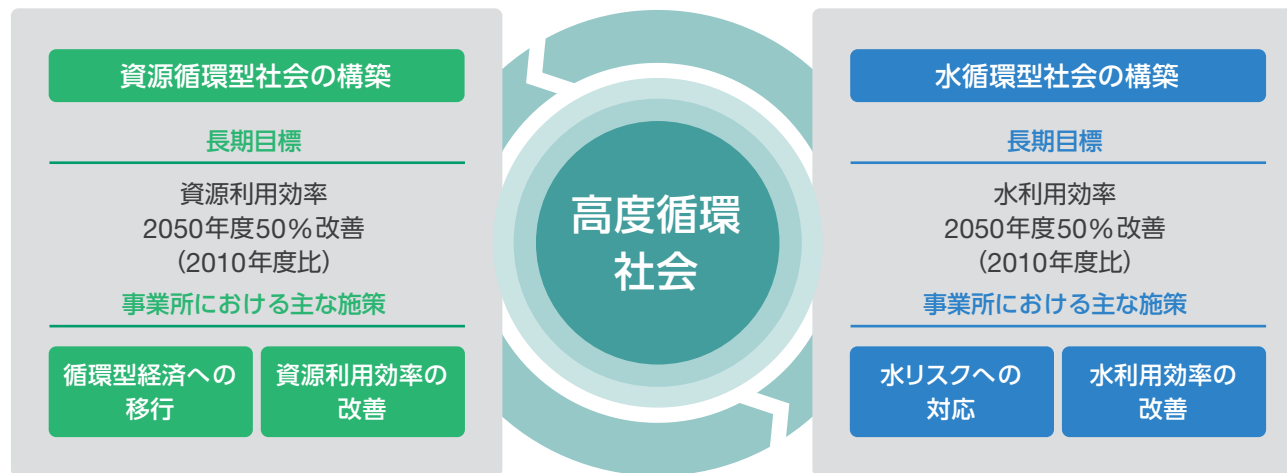 資源循環型社会の構築
長期目標
資源利用効率
2050年度50%改善
(2010年度比)
事業所における主な施策
循環型経済への
移行
資源利用効率の
改善
高度循環
社会
水循環型社会の構築
長期目標
水利用効率
2050年度50%改善
(2010年度比)
事業所における主な施策
水リスクへの
対応
水利用効率の
改善